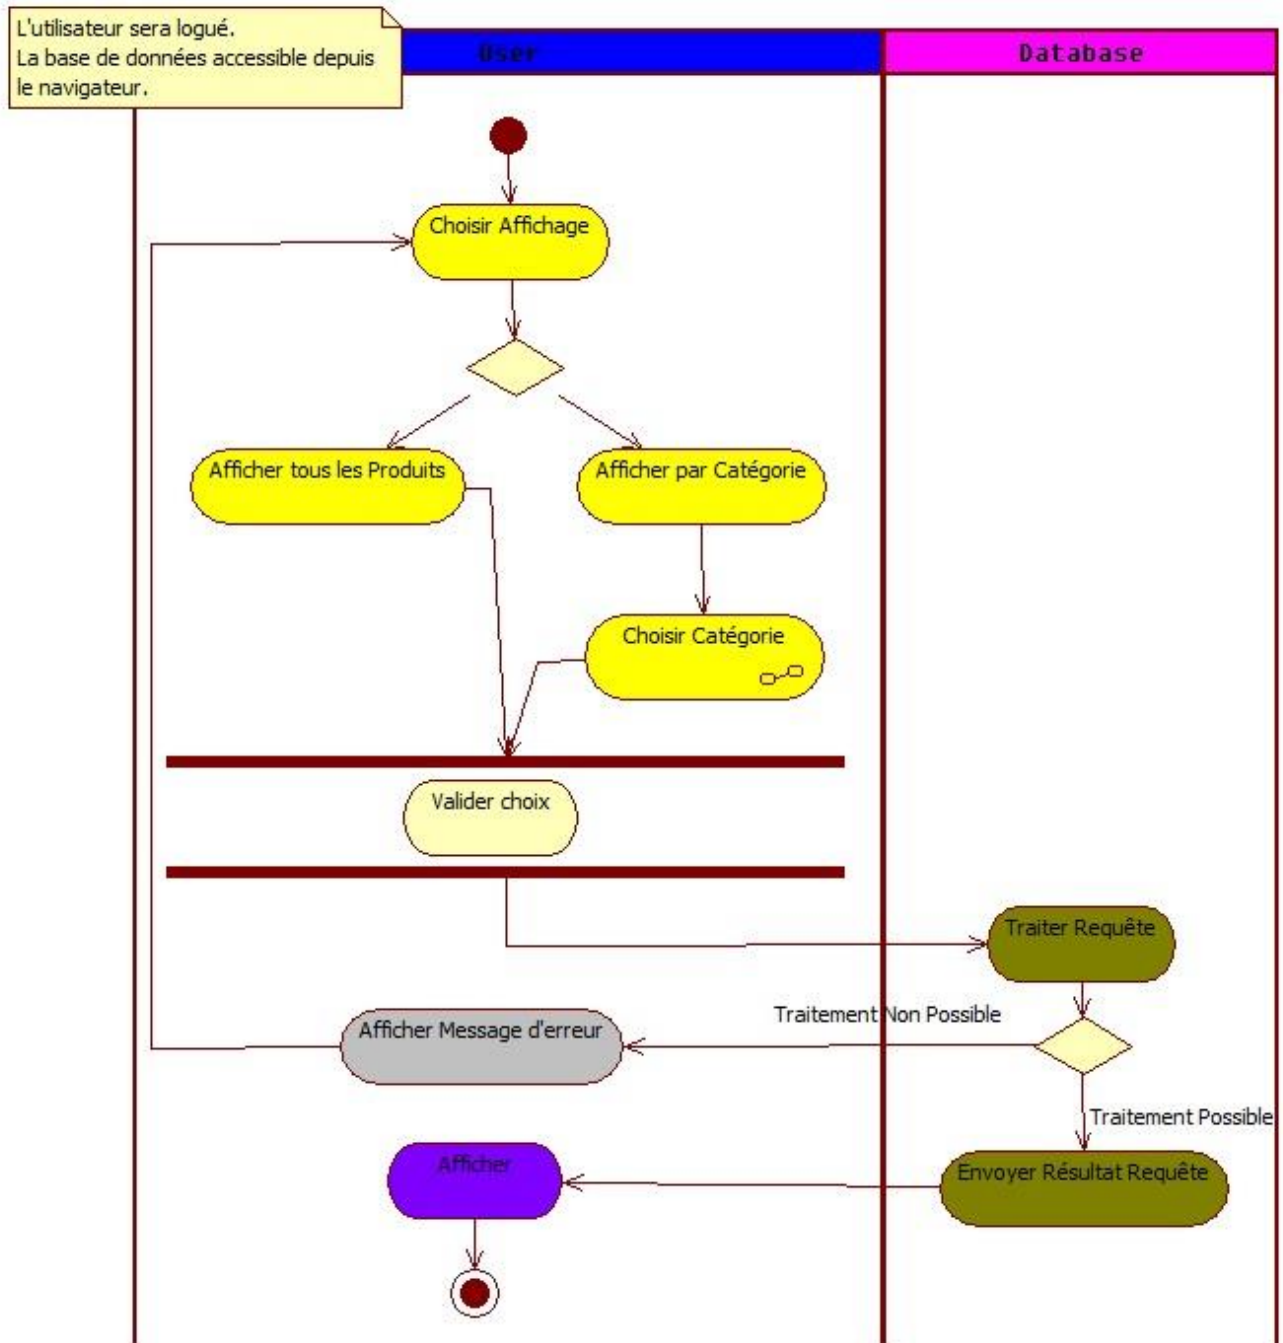 L'utilisateur sera logué.
La base de données accessible depuis
le navigateur.
User
Database
Choisir Affichage
Afficher tous les Produits
Afficher par Catégorie
Choisir Catégorie
Valider choix
Traiter Requête
Traitement Non Possible
Afficher Message d'erreur
Traitement Possible
Afficher
Envoyer Résultat Requête